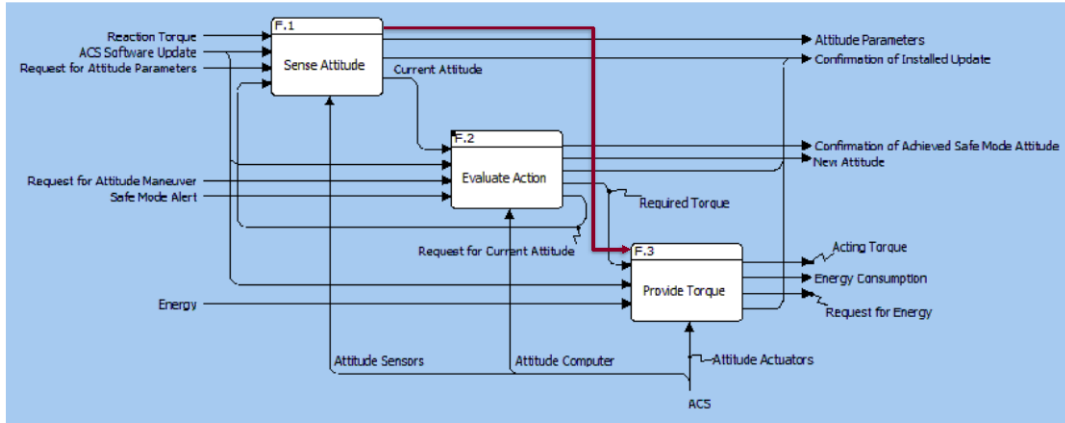 F.1
Reaction Torque
ACS Software Update
Request for Attitude Parameters
Sense Attitude
Attitude Parameters
Confirmation of Installed Update
Current Attitude
F.2
Evaluate Action
Confirmation of Achieved Safe Mode Attitude
New Attitude
Request for Attitude Maneuver
Safe Mode Alert
Required Torque
Request for Current Attitude
F.3
Provide Torque
Acting Torque
Energy Consumption
Request for Energy
Energy
Attitude Sensors
Attitude Computer
Attitude Actuators
ACS